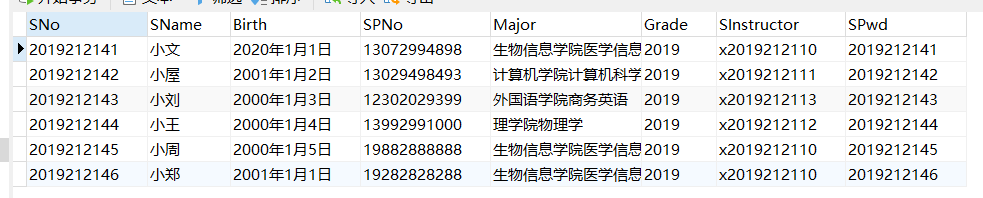 SNo SName Birth SPNo Major Grade SInstructor SPwd
2019212141 小文 2020年1月1日 13072994898 生物信息学院医学信息 2019 x2019212110 2019212141
2019212142 小屋 2001年1月2日 13029498493 计算机学院计算机科学 2019 x2019212111 2019212142
2019212143 小刘 2000年1月3日 12302029399 外国语学院商务英语 2019 x2019212113 2019212143
2019212144 小王 2000年1月4日 13992991000 理学院物理学 2019 x2019212112 2019212144
2019212145 小周 2000年1月5日 19882888888 生物信息学院医学信息 2019 x2019212110 2019212145
2019212146 小郑 2001年1月1日 19282828288 生物信息学院医学信息 2019 x2019212110 2019212146